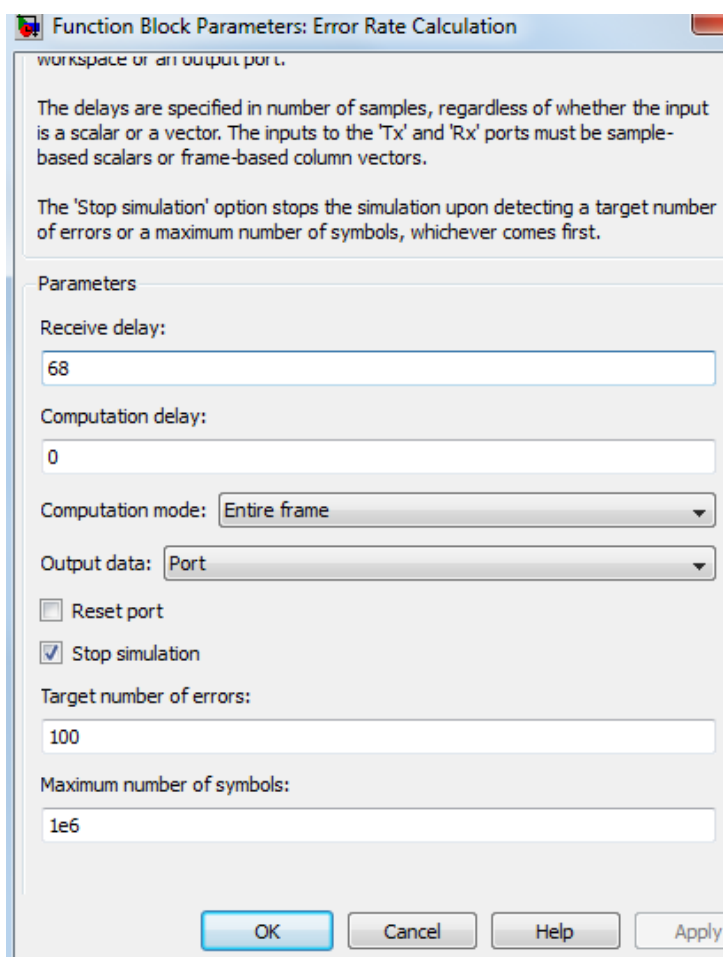 Function Block Parameters: Error Rate Calculation
workspace or an output port.
The delays are specified in number of samples, regardless of whether the input
is a scalar or a vector. The inputs to the 'Tx' and 'Rx' ports must be sample-
based scalars or frame-based column vectors.
The 'Stop simulation' option stops the simulation upon detecting a target number
of errors or a maximum number of symbols, whichever comes first.
Parameters
Receive delay:
68
Computation delay:
0
Computation mode: Entire frame
Output data: Port
Reset port
Stop simulation
Target number of errors:
100
Maximum number of symbols:
1e6
OK Cancel Help Apply